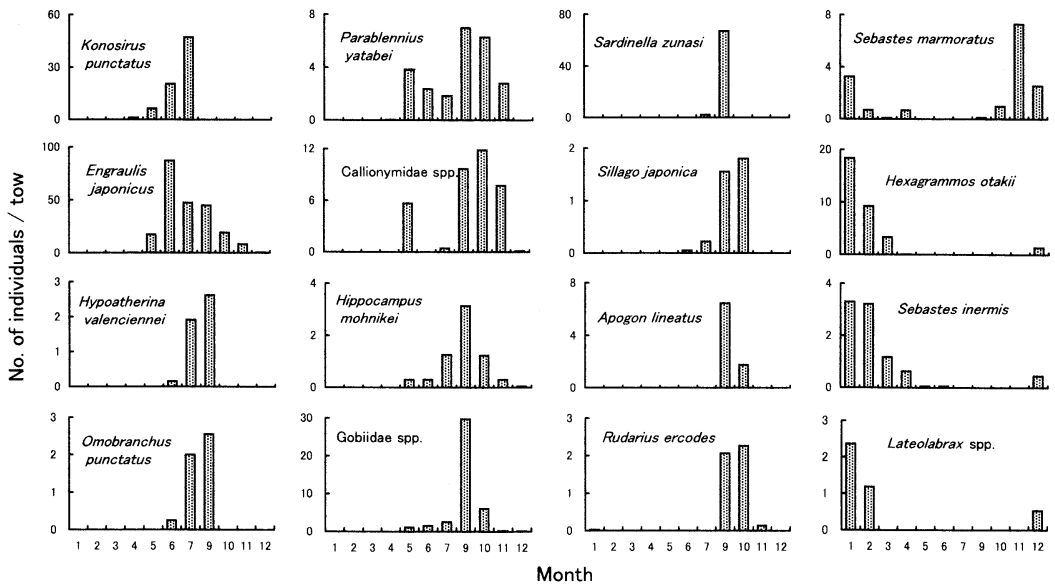 No. of individuals / tow
60
30
0
Konosirus
punctatus
8
4
0
Parablennius
yatabei
80
40
0
Sardinella zunasi
8
4
0
Sebastes marmoratus
100
50
0
Engraulis
japonicus
12
6
0
Callionymidae spp.
2
1
0
Sillago japonica
20
10
0
Hexagrammos otakii
3
2
1
0
Hypoatherina
valenciennei
4
2
0
Hippocampus
mohnikei
8
4
0
Apogon lineatus
4
2
0
Sebastes inermis
3
2
1
0
Omobranchus
punctatus
30
20
10
0
Gobiidae spp.
3
2
1
0
Rudarius ercodes
3
2
1
0
Lateolabrax spp.
1 2 3 4 5 6 7 9 10 11 12
1 2 3 4 5 6 7 9 10 11 12
1 2 3 4 5 6 7 9 10 11 12
1 2 3 4 5 6 7 9 10 11 12
Month